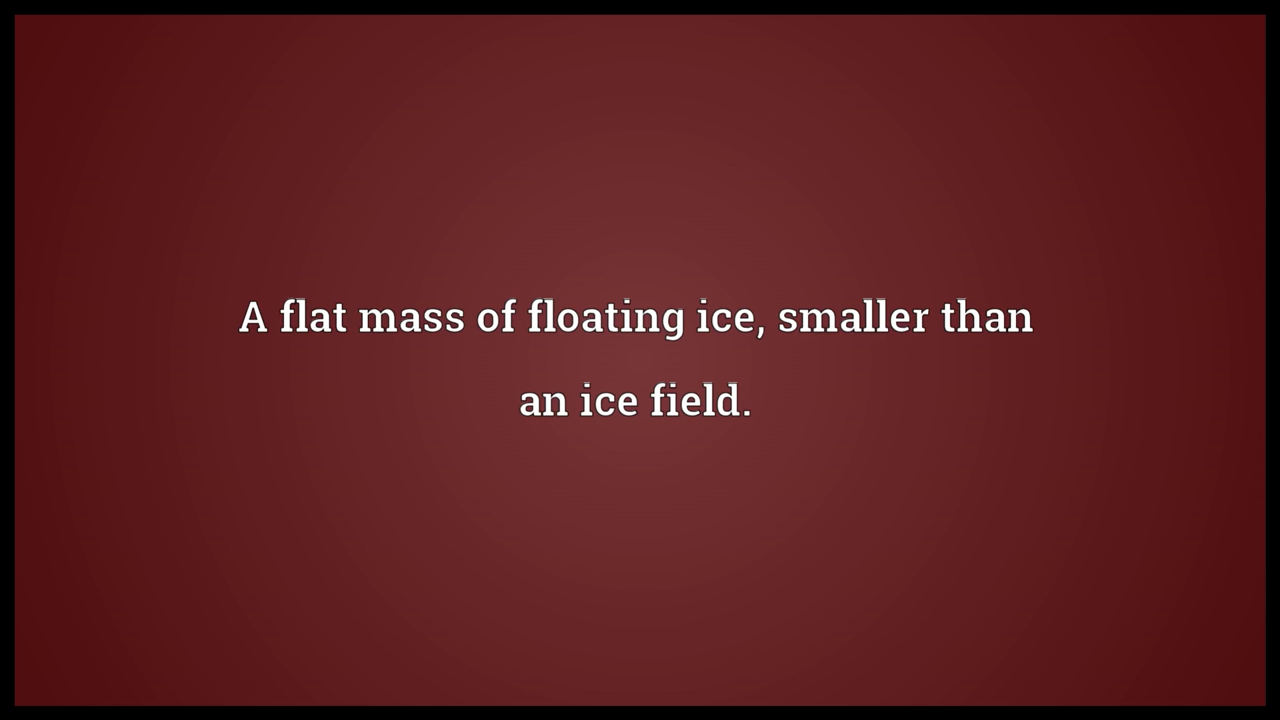 A flat mass of floating ice, smaller than
an ice field.